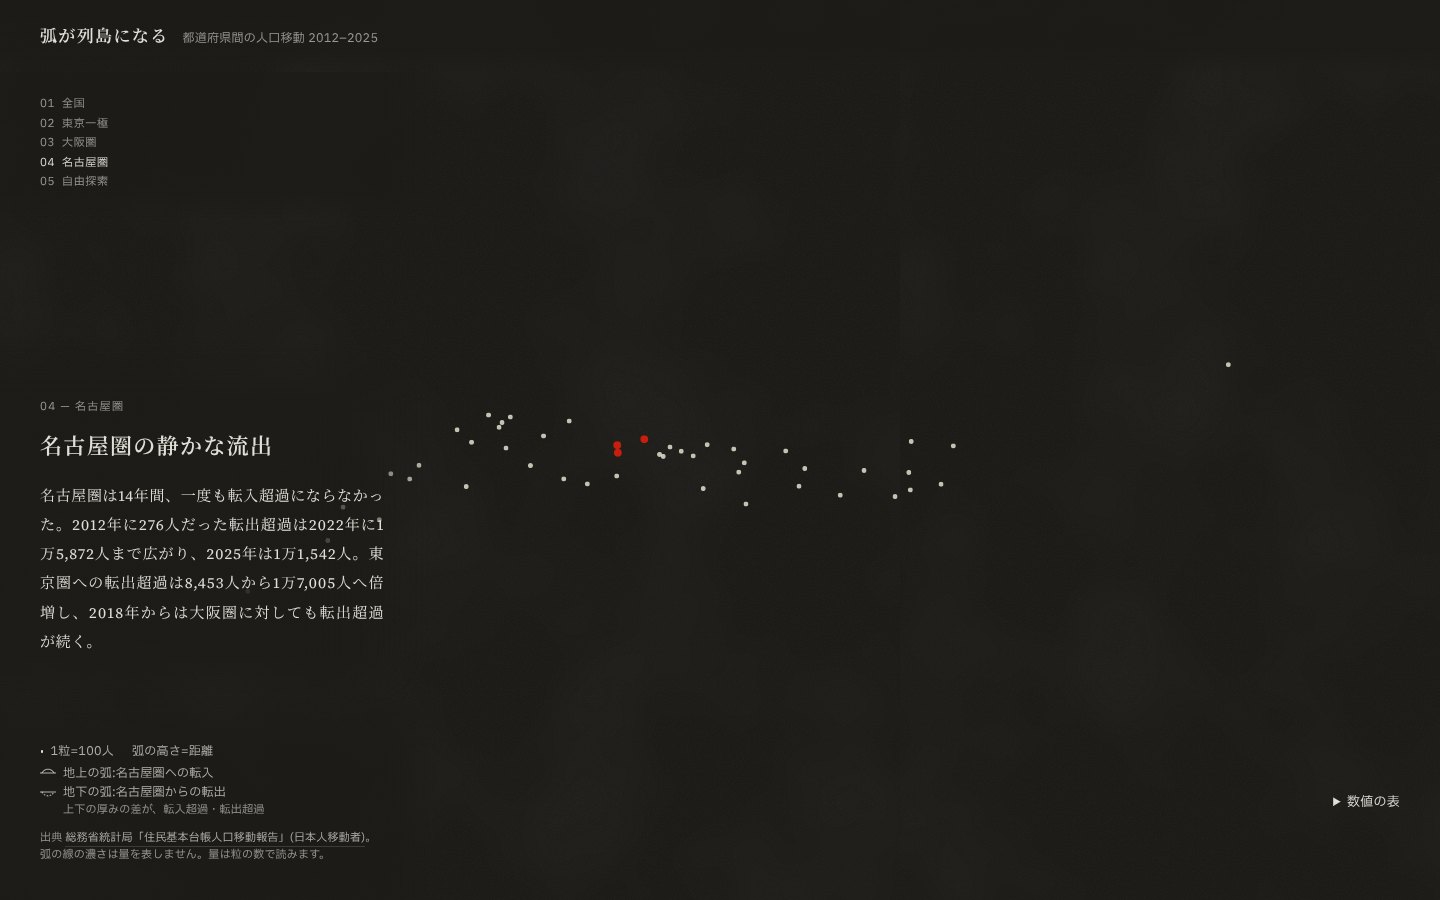 弧が列島になる 都道府県間の人口移動 2012–2025
01 全国
02 東京一極
03 大阪圏
04 名古屋圏
05 自由探索
04 — 名古屋圏
名古屋圏の静かな流出
名古屋圏は14年間、一度も転入超過にならなかっ
た。2012年に276人だった転出超過は2022年に1
万5,872人まで広がり、2025年は1万1,542人。東
京圏への転出超過は8,453人から1万7,005人へ倍
増し、2018年からは大阪圏に対しても転出超過
が続く。
1粒=100人 弧の高さ=距離
地上の弧:名古屋圏への転入
地下の弧:名古屋圏からの転出
上下の厚みの差が、転入超過・転出超過
▶ 数値の表
出典 総務省統計局「住民基本台帳人口移動報告」(日本人移動者)。
弧の線の濃さは量を表しません。量は粒の数で読みます。